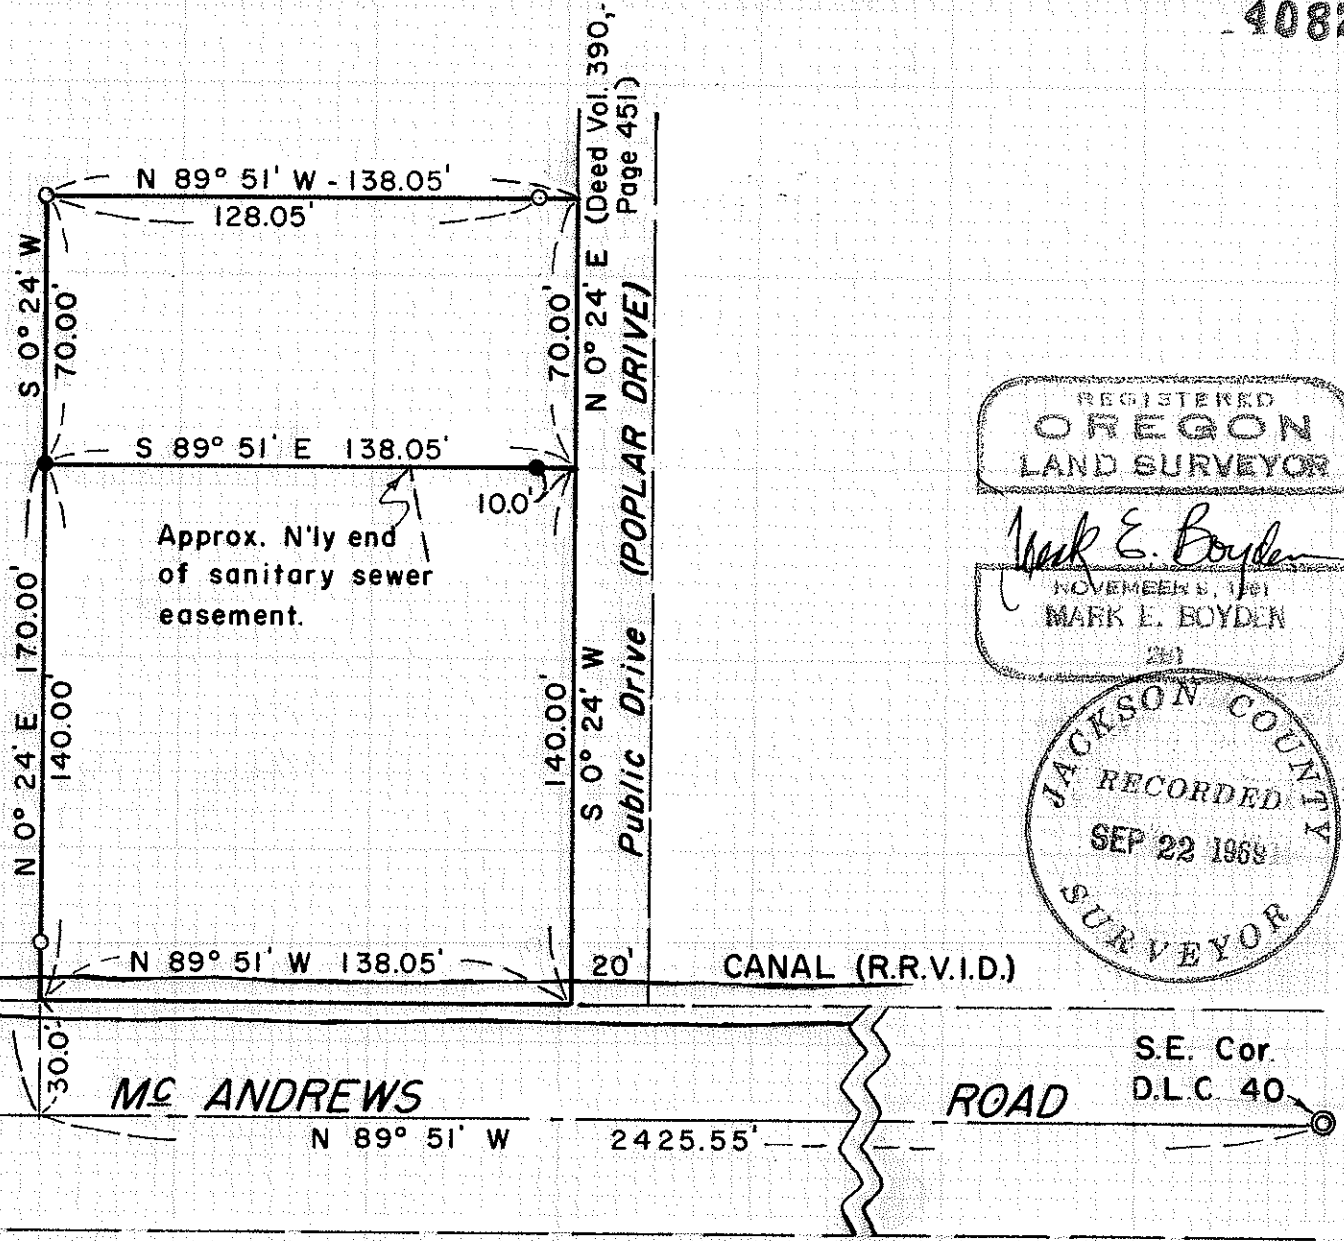 4082
(Deed Vol. 390,-
Page 451)
N 89° 51' W - 138.05'
128.05'
S 0° 24' W
70.00'
70.00'
N 0° 24' E
S 89° 51' E 138.05'
10.0'
Approx. N'ly end
of sanitary sewer
easement.
N 0° 24' E 170.00'
140.00'
140.00'
S 0° 24' W
Public Drive (POPLAR DRIVE)
N 89° 51' W 138.05'
20'
CANAL (R.R.V.I.D.)
30.0'
Mc ANDREWS
ROAD
N 89° 51' W 2425.55'
S.E. Cor.
D.L.C. 40
REGISTERED
OREGON
LAND SURVEYOR
Mark E. Boyden
NOVEMBER
MARK E. BOYDEN
JACKSON COUNTY
RECORDED
SEP 22 1969
SURVEYOR